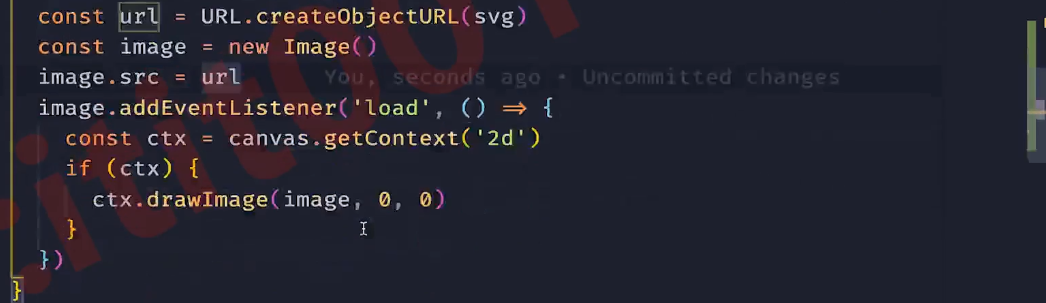 const url = URL.createObjectURL(svg)
const image = new Image()
image.src = url You, seconds ago • Uncommitted changes
image.addEventListener('load', () => {
const ctx = canvas.getContext('2d')
if (ctx) {
ctx.drawImage(image, 0, 0)
}
})
}